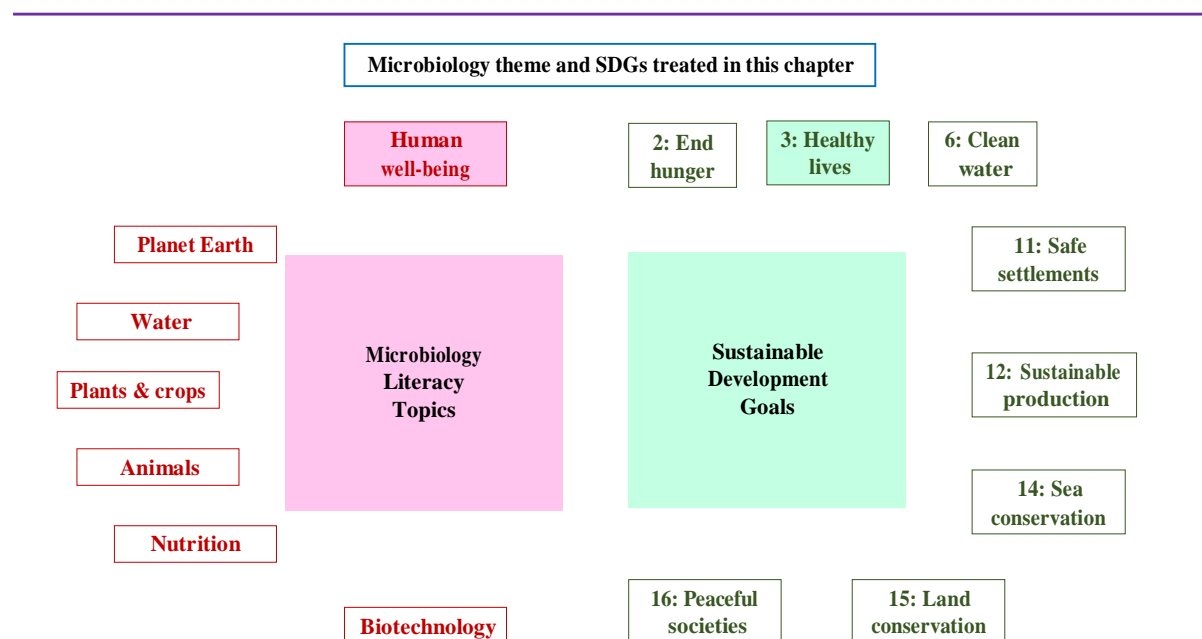 Microbiology theme and SDGs treated in this chapter
Human
well-being
2: End
hunger
3: Healthy
lives
6: Clean
water
Planet Earth
Water
Plants & crops
Animals
Nutrition
Biotechnology
Microbiology
Literacy
Topics
Sustainable
Development
Goals
11: Safe
settlements
12: Sustainable
production
14: Sea
conservation
15: Land
conservation
16: Peaceful
societies